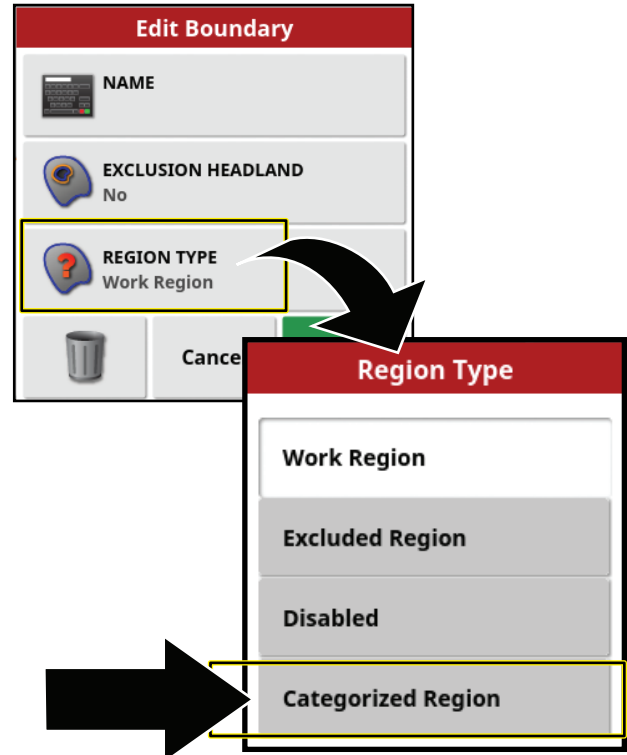 Edit Boundary
NAME
EXCLUSION HEADLAND
No
REGION TYPE
Work Region
Cance
Region Type
Work Region
Excluded Region
Disabled
Categorized Region